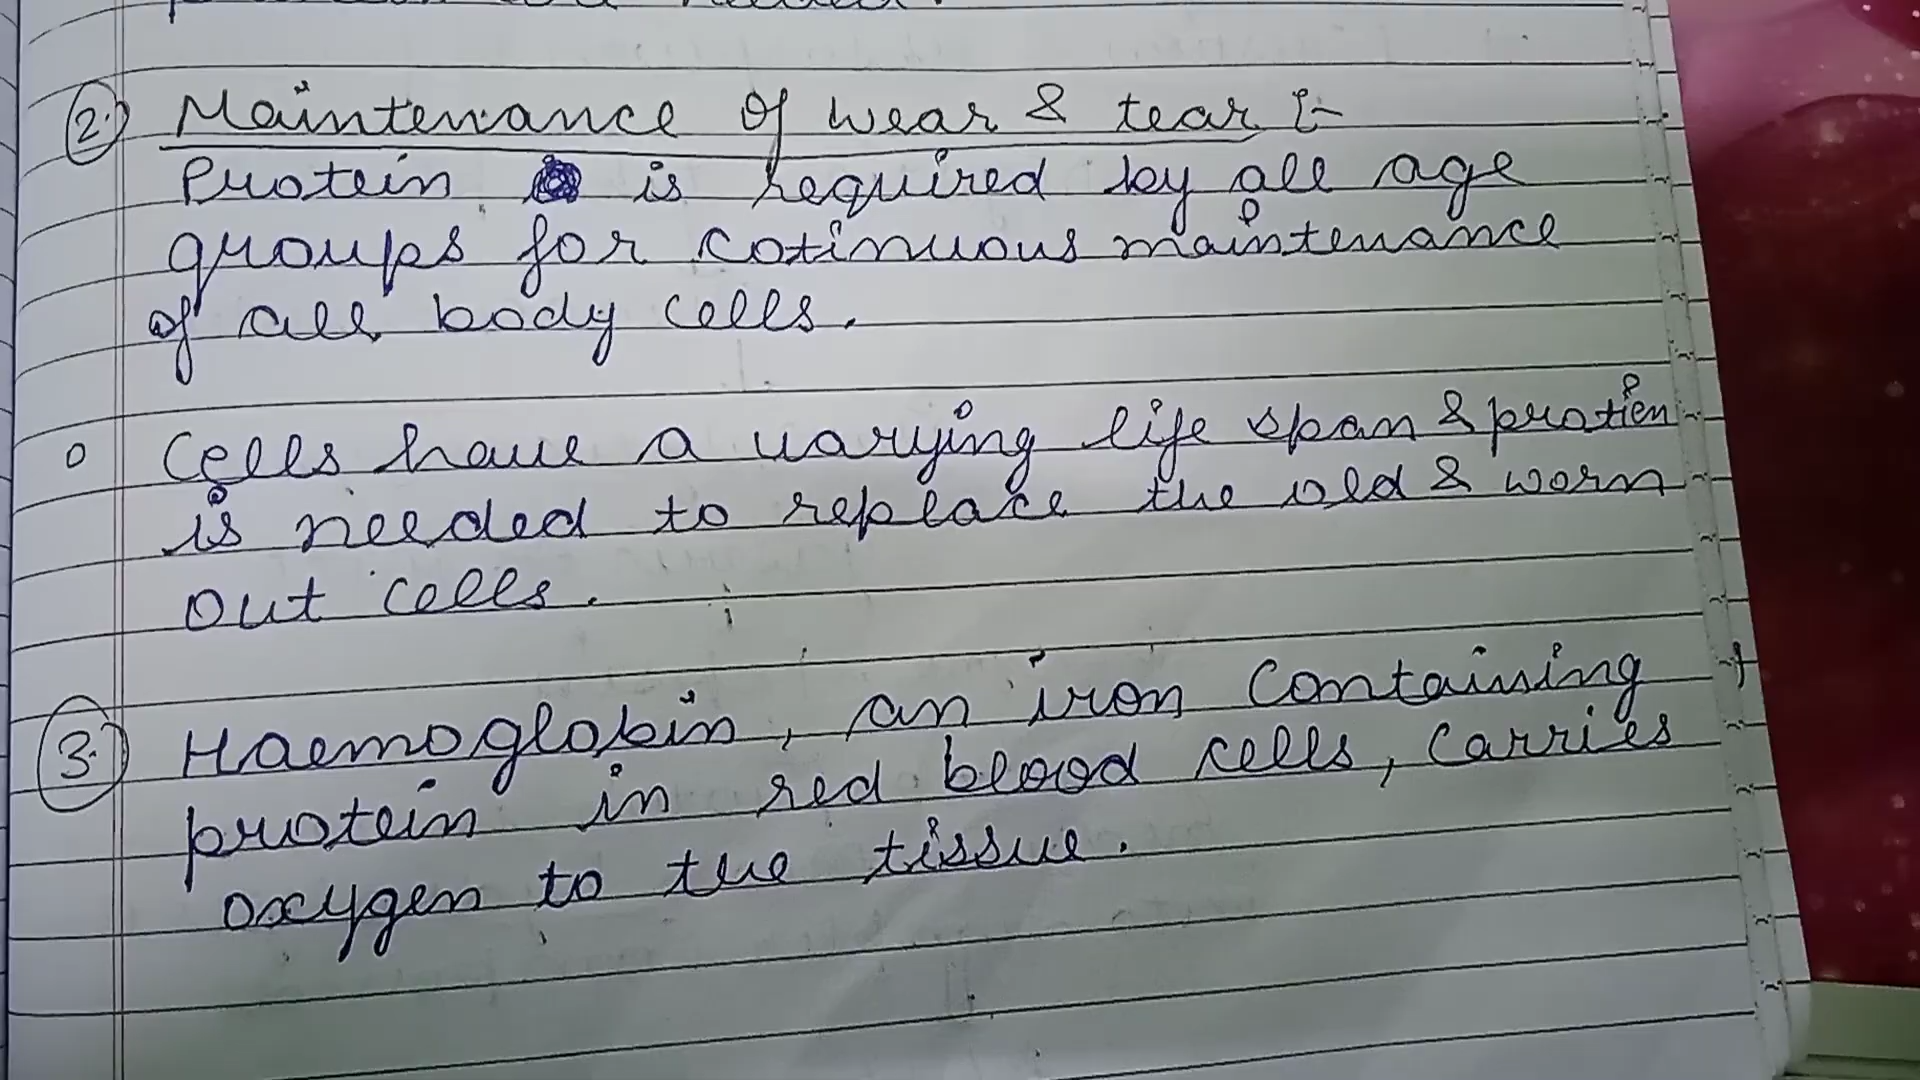 2. Maintenance of wear & tear :-
Protein is required by all age
groups for cotinuous maintenance
of all body cells.
o Cells have a varying life span & protien
is needed to replace the old & worn
out cells.
3. Haemoglobin, an iron containing
protein in red blood cells, carries
oxygen to the tissue.